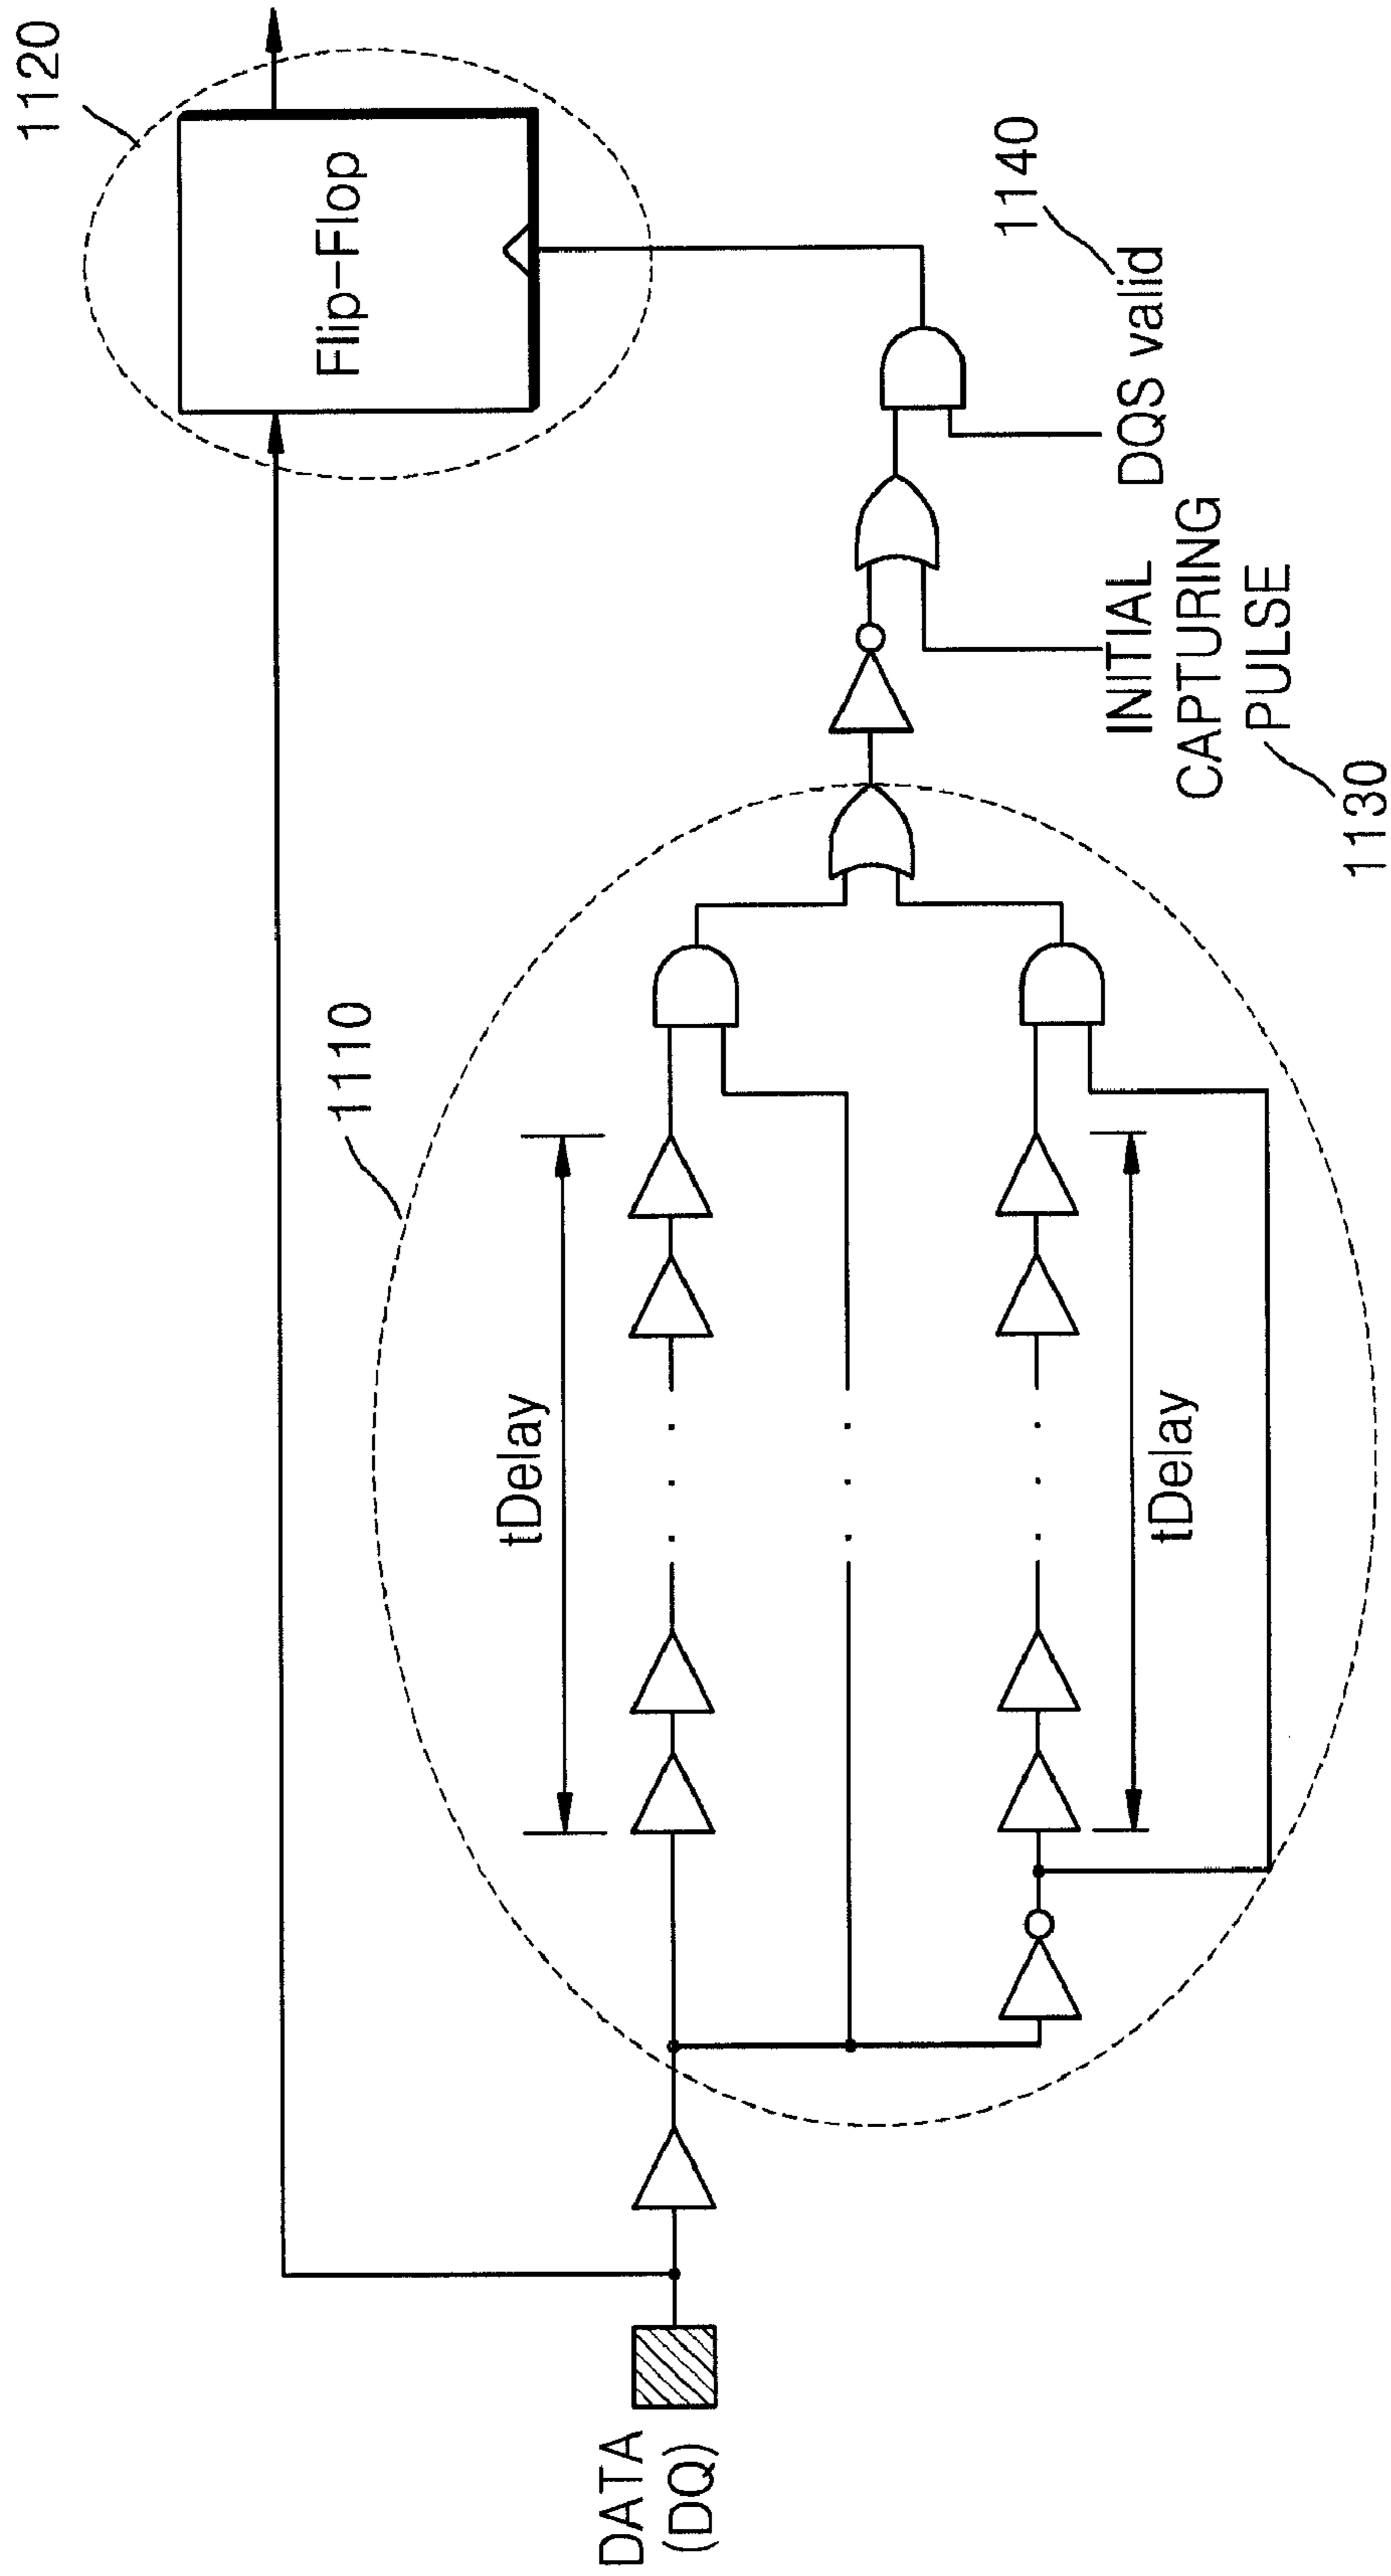 1120
Flip-Flop
1110
1140
tDelay
DQS valid
INITIAL
CAPTURING
PULSE
1130
tDelay
DATA
(DQ)